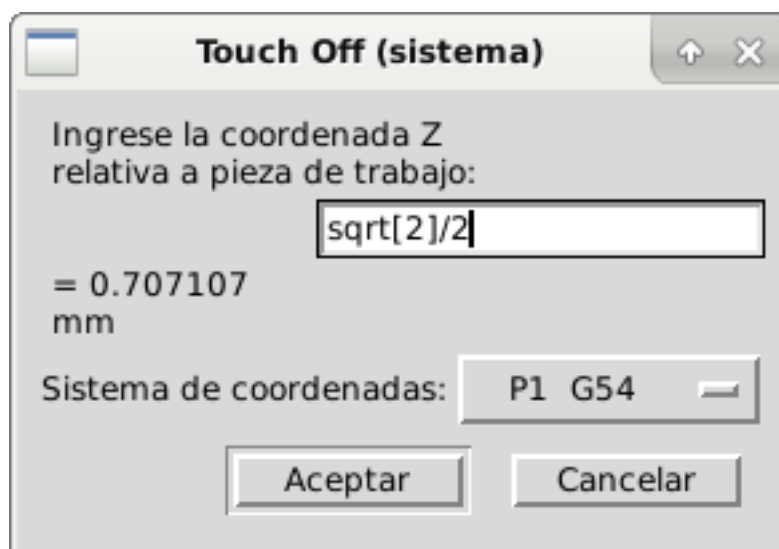 Touch Off (sistema)
Ingrese la coordenada Z
relativa a pieza de trabajo:
sqrt[2]/2
= 0.707107
mm
Sistema de coordenadas: P1 G54
Aceptar Cancelar